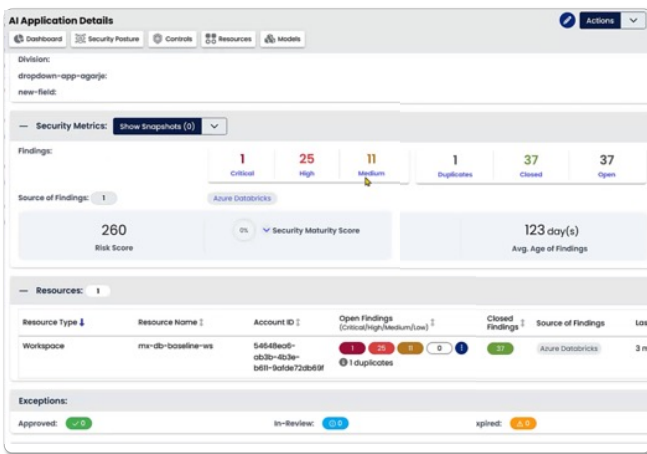 AI Application Details
Actions
Dashboard Security Posture Controls Resources Models
Division:
dropdown-app-agarje:
new-field:
Security Metrics: Show Snapshots (0)
Findings:
1 25 11 1 37 37
Critical High Medium Duplicates Closed Open
Source of Findings: 1 Azure Databricks
260 0% Security Maturity Score 123 day(s)
Risk Score Avg. Age of Findings
Resources: 1
Resource Type Resource Name Account ID Open Findings (Critical/High/Medium/Low) Closed Findings Source of Findings Las
Workspace mx-db-baseline-ws 54648ea6- 1 25 11 0 37 Azure Databricks 3 m
ab3b-4b3e- 1 duplicates
b611-9afde72db69f
Exceptions:
Approved: 0 In-Review: 0 xpired: 0